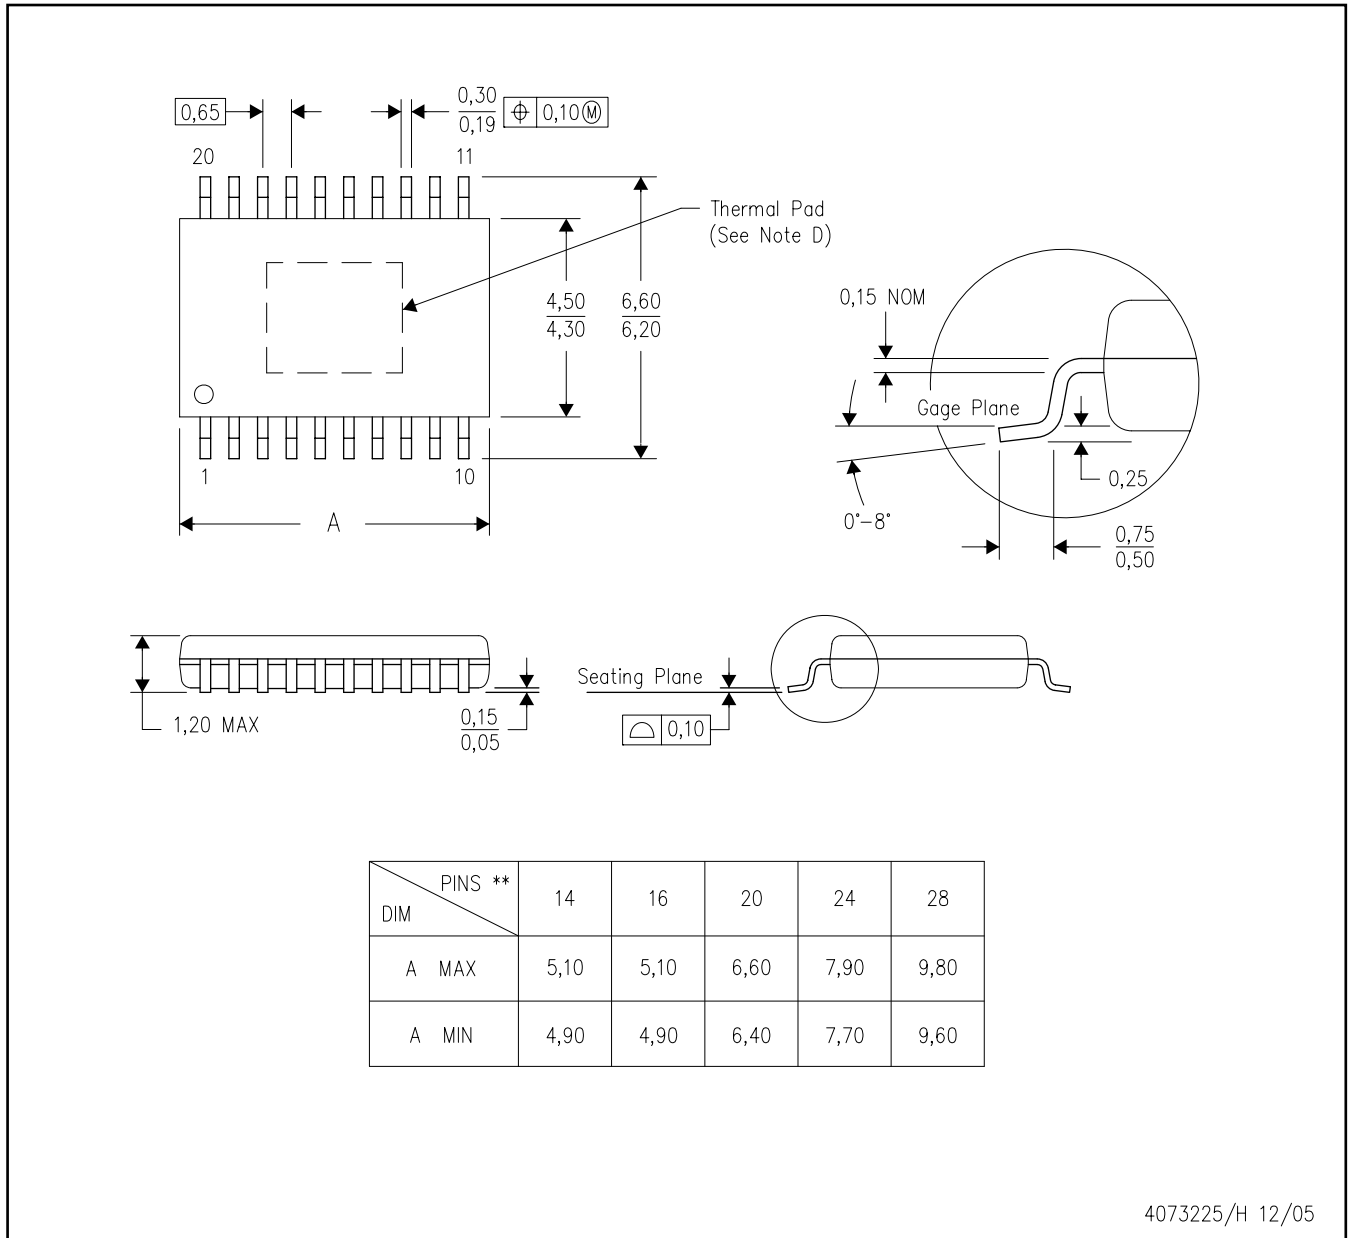 0,65
0,30
0,19
⌖ 0,10Ⓜ
20
11
Thermal Pad
(See Note D)
4,50
4,30
6,60
6,20
1
10
A
0,15 NOM
Gage Plane
0,25
0°–8°
0,75
0,50
1,20 MAX
0,15
0,05
Seating Plane
⌓ 0,10
PINS ** 14 16 20 24 28
DIM
A MAX 5,10 5,10 6,60 7,90 9,80
A MIN 4,90 4,90 6,40 7,70 9,60
4073225/H 12/05